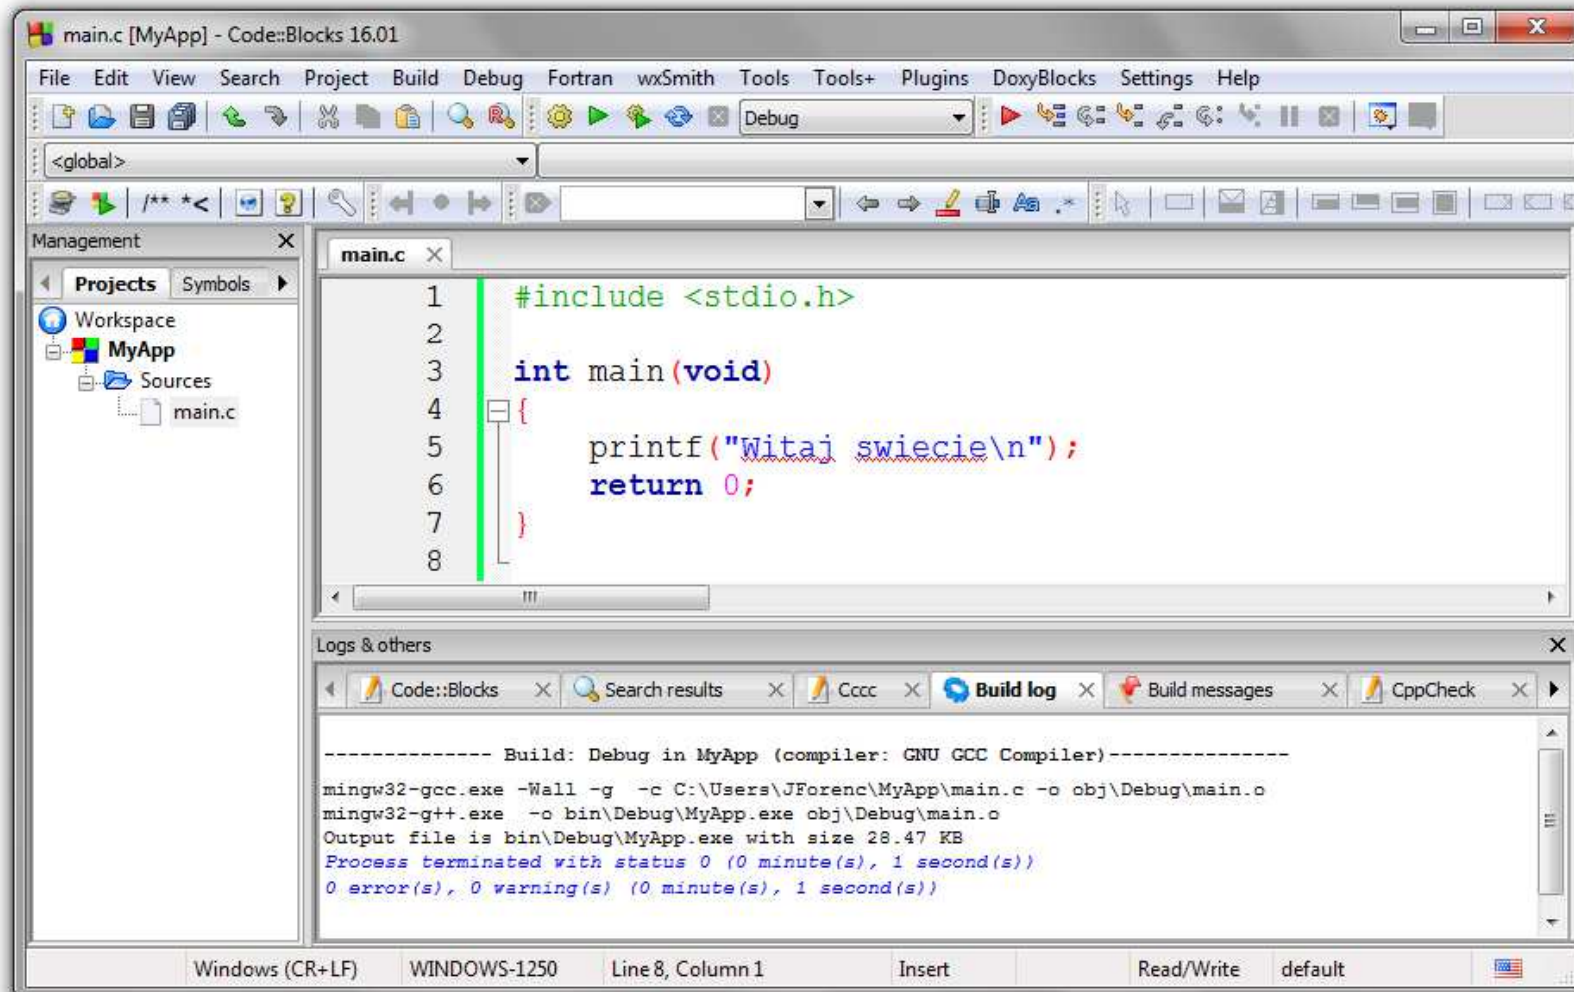 main.c [MyApp] - Code::Blocks 16.01
File Edit View Search Project Build Debug Fortran wxSmith Tools Tools+ Plugins DoxyBlocks Settings Help
Debug
<global>
/** *<
Management
Projects Symbols
Workspace
MyApp
Sources
main.c
main.c
1 #include <stdio.h>
2
3 int main(void)
4 {
5 printf("Witaj swiecie\n");
6 return 0;
7 }
8
Logs & others
Code::Blocks Search results Cccc Build log Build messages CppCheck
-------------- Build: Debug in MyApp (compiler: GNU GCC Compiler)---------------
mingw32-gcc.exe -Wall -g  -c C:\Users\JForenc\MyApp\main.c -o obj\Debug\main.o
mingw32-g++.exe  -o bin\Debug\MyApp.exe obj\Debug\main.o
Output file is bin\Debug\MyApp.exe with size 28.47 KB
Process terminated with status 0 (0 minute(s), 1 second(s))
0 error(s), 0 warning(s) (0 minute(s), 1 second(s))
Windows (CR+LF) WINDOWS-1250 Line 8, Column 1 Insert Read/Write default